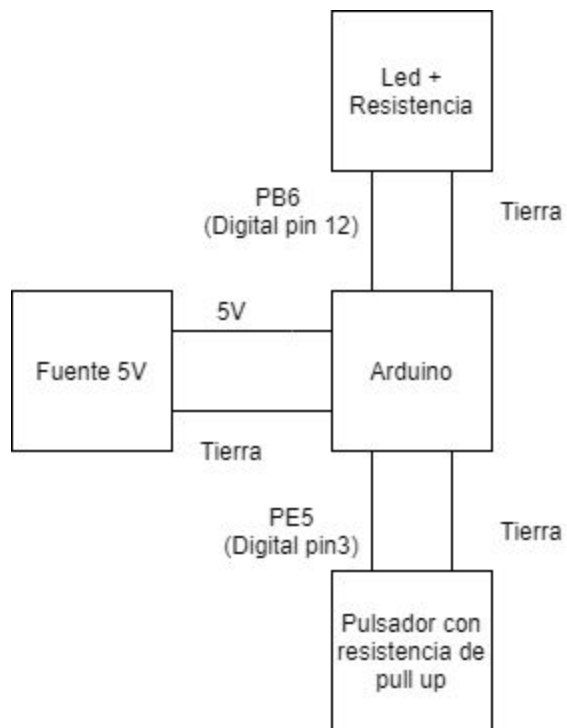 Led +
Resistencia
PB6
(Digital pin 12)
Tierra
5V
Fuente 5V
Arduino
Tierra
PE5
(Digital pin3)
Tierra
Pulsador con
resistencia de
pull up